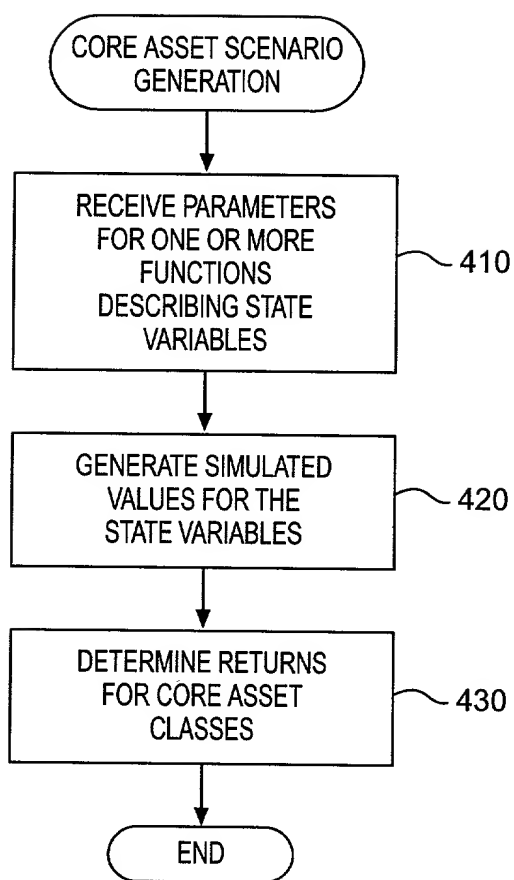 CORE ASSET SCENARIO
GENERATION
RECEIVE PARAMETERS
FOR ONE OR MORE
FUNCTIONS
DESCRIBING STATE
VARIABLES
410
GENERATE SIMULATED
VALUES FOR THE
STATE VARIABLES
420
DETERMINE RETURNS
FOR CORE ASSET
CLASSES
430
END